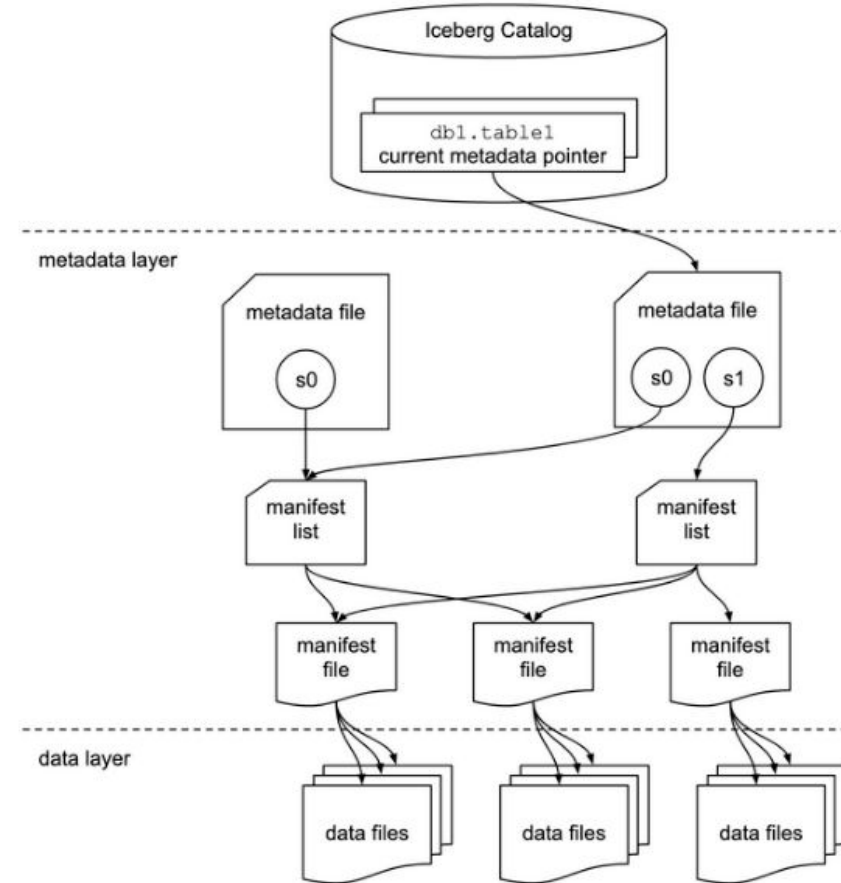 Iceberg Catalog
db1.table1
current metadata pointer
metadata layer
metadata file
s0
metadata file
s0
s1
manifest
list
manifest
list
manifest
file
manifest
file
manifest
file
data layer
data files
data files
data files